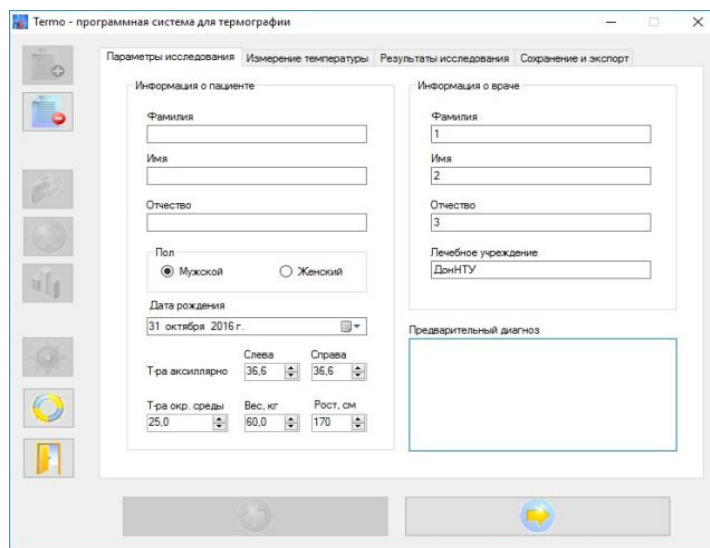 Termo - программная система для термографии
Параметры исследования Измерение температуры Результаты исследования Сохранение и экспорт
Информация о пациенте
Фамилия
Имя
Отчество
Пол
Мужской Женский
Дата рождения
31 октября 2016 г.
Слева Справа
Т-ра аксиллярно 36,6 36,6
Т-ра окр. среды Вес, кг Рост, см
25,0 60,0 170
Информация о враче
Фамилия
1
Имя
2
Отчество
3
Лечебное учреждение
ДонНТУ
Предварительный диагноз